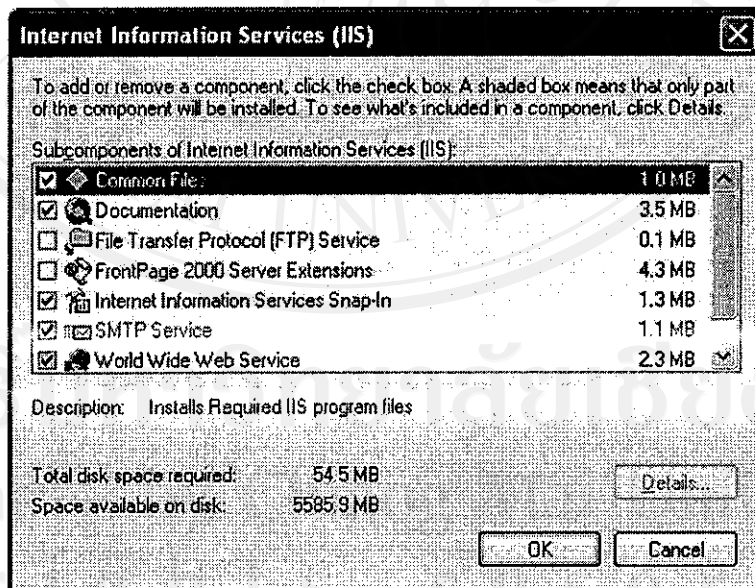 Internet Information Services (IIS)
To add or remove a component, click the check box. A shaded box means that only part
of the component will be installed. To see what's included in a component, click Details.
Subcomponents of Internet Information Services (IIS):
Common Files 1.0 MB
Documentation 3.5 MB
File Transfer Protocol (FTP) Service 0.1 MB
FrontPage 2000 Server Extensions 4.3 MB
Internet Information Services Snap-In 1.3 MB
SMTP Service 1.1 MB
World Wide Web Service 2.3 MB
Description: Installs Required IIS program files
Total disk space required: 54.5 MB
Details...
Space available on disk: 5585.9 MB
OK Cancel